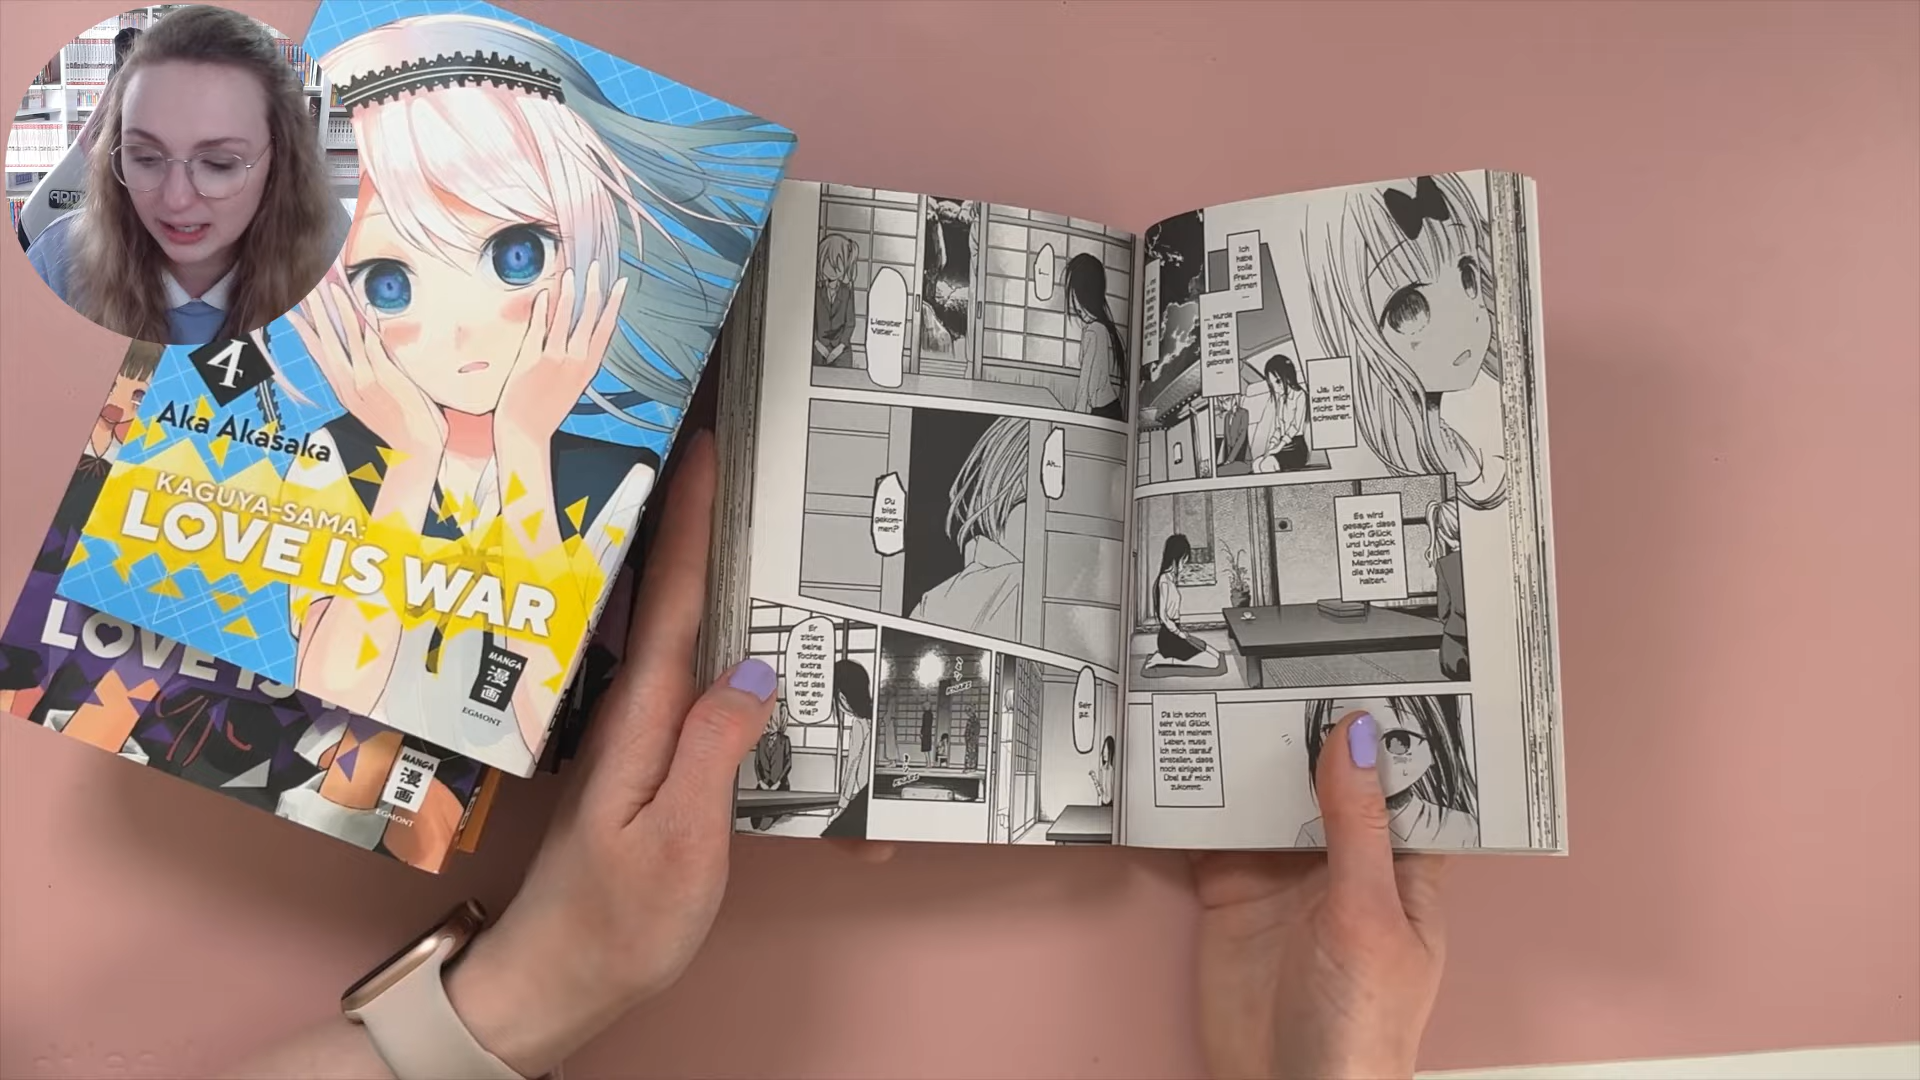 4
Aka Akasaka
KAGUYA-SAMA:
LOVE IS WAR
MANGA
漫画
EGMONT
LOVE IS
MANGA
漫画
EGMONT
Liebster
Vater...
Du
bist
gekom-
men?
Ah...
Er
zitiert
seine
Tochter
extra
hierher,
und das
war es,
oder
wie?
KNARZ
KNARZ
Sehr
gut.
Ich
habe
tolle
Freun-
dinnen
...
... wurde
in eine
super-
reiche
Familie
geboren
...
Ja, ich
kann mich
nicht be-
schweren.
Es wird
gesagt, dass
sich Glück
und Unglück
bei jedem
Menschen
die Waage
halten.
Da ich schon
sehr viel Glück
hatte in meinem
Leben, muss
ich mich darauf
einstellen, dass
noch einiges an
Übel auf mich
zukommt.